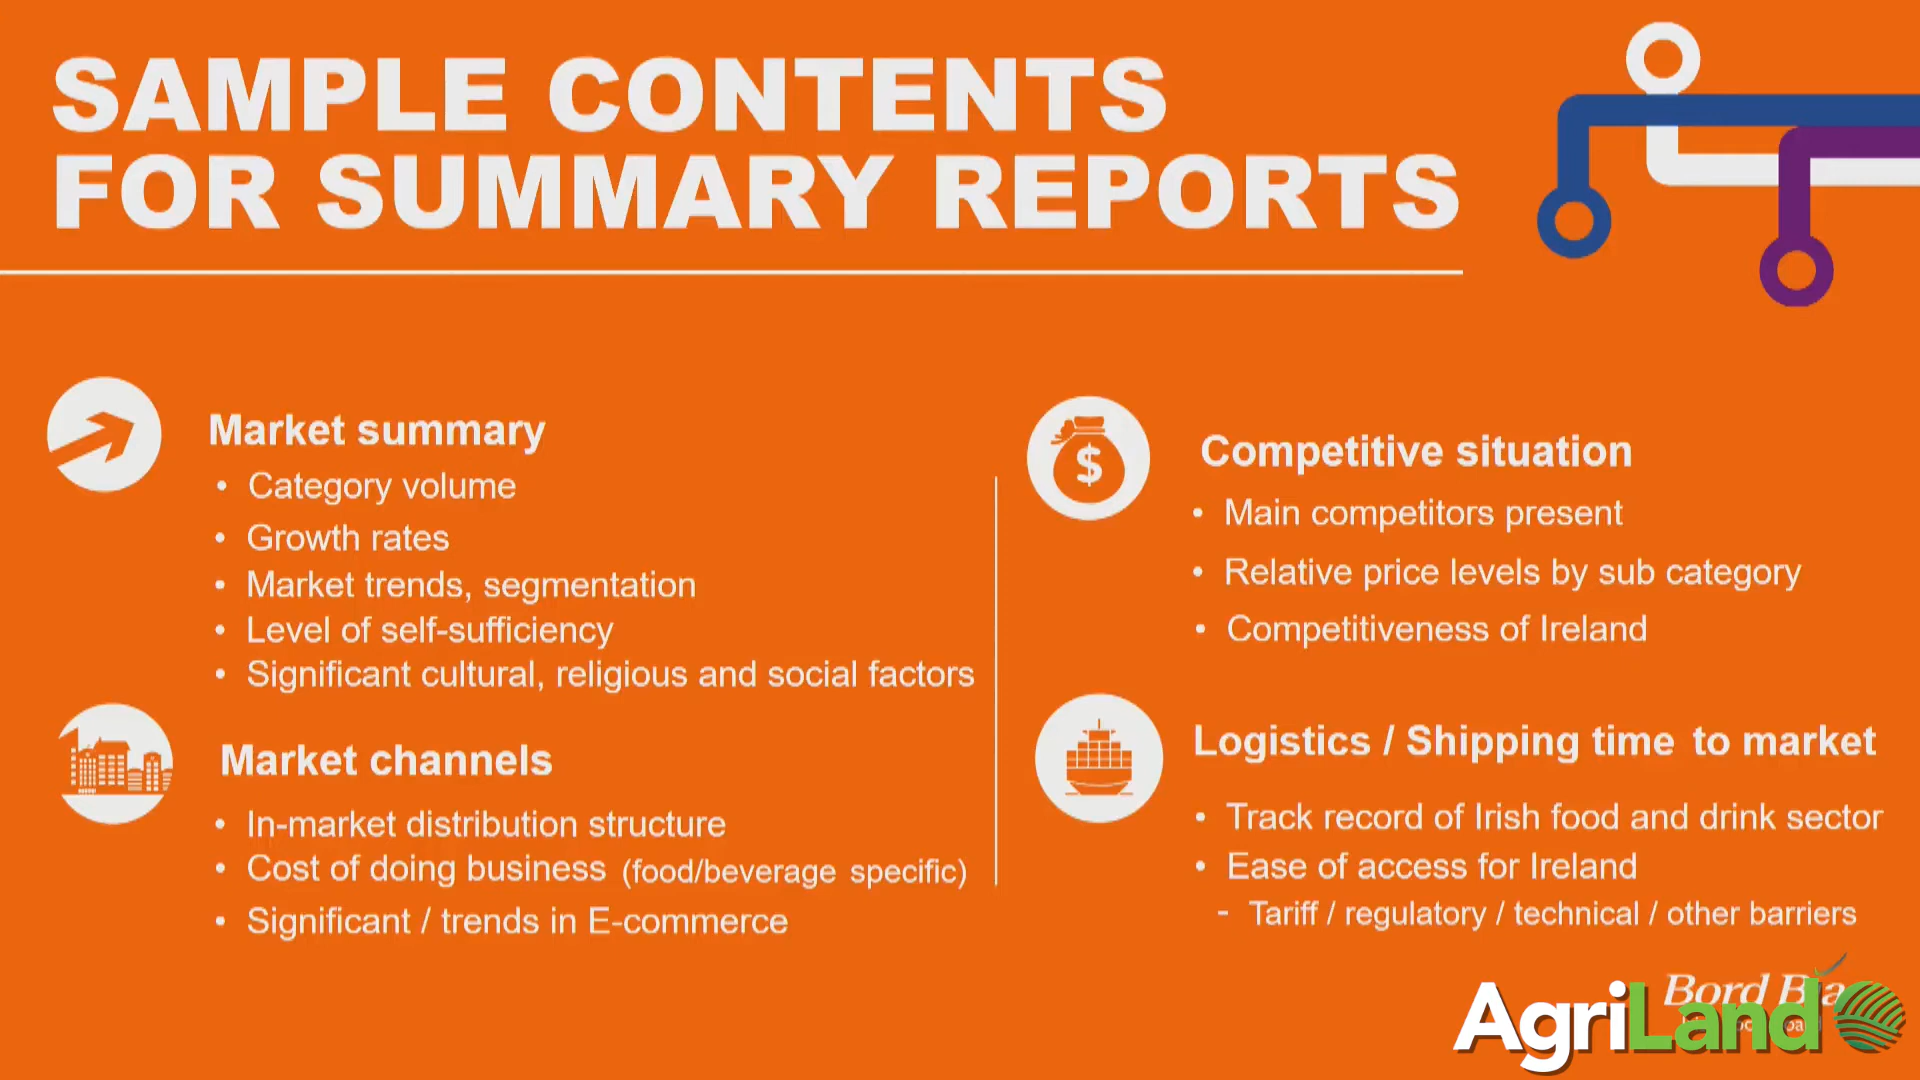 SAMPLE CONTENTS
FOR SUMMARY REPORTS
Market summary
• Category volume
• Growth rates
• Market trends, segmentation
• Level of self-sufficiency
• Significant cultural, religious and social factors
Market channels
• In-market distribution structure
• Cost of doing business (food/beverage specific)
• Significant / trends in E-commerce
$
Competitive situation
• Main competitors present
• Relative price levels by sub category
• Competitiveness of Ireland
Logistics / Shipping time to market
• Track record of Irish food and drink sector
• Ease of access for Ireland
- Tariff / regulatory / technical / other barriers
Bord
AgriLand